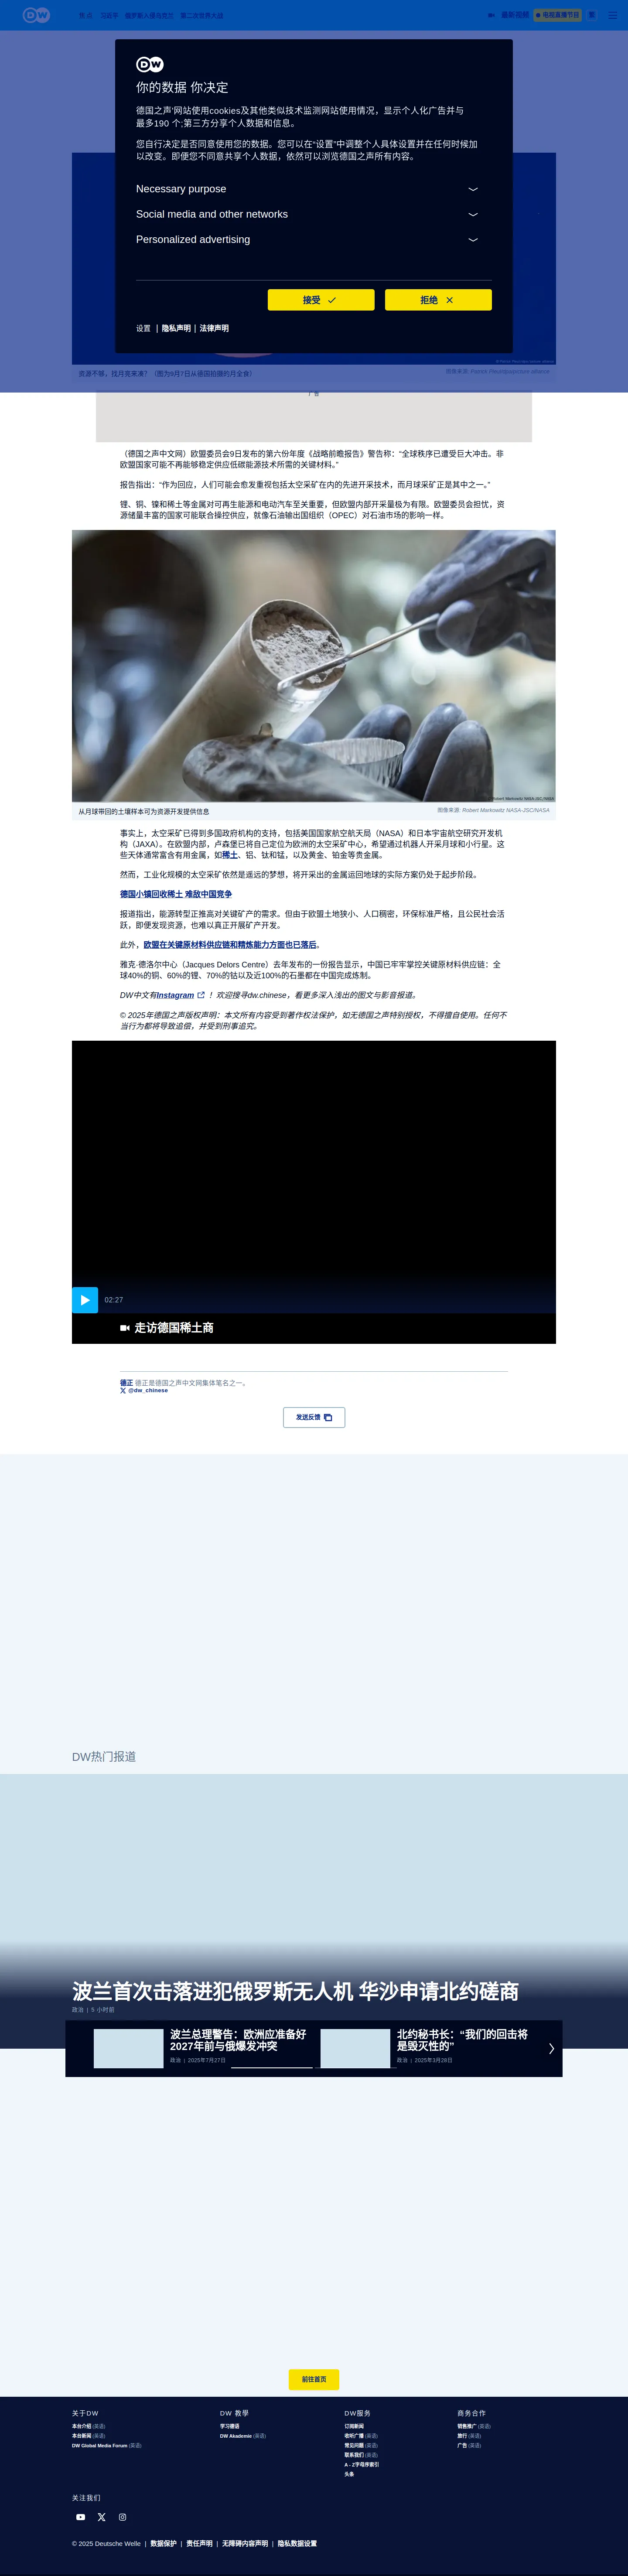 DW
热点
习近平
俄罗斯入侵乌克兰
第二次世界大战
最新视频
电视直播节目
繁
DW
你的数据 你决定
德国之声'网站使用cookies及其他类似技术监测网站使用情况，显示个人化广告并与
最多190 个;第三方分享个人数据和信息。
您自行决定是否同意使用您的数据。您可以在“设置”中调整个人具体设置并在任何时候加
以改变。即便您不同意共享个人数据，依然可以浏览德国之声所有内容。
Necessary purpose
Social media and other networks
Personalized advertising
接受
拒绝
设置 | 隐私声明 | 法律声明
资源不够，找月亮来凑？（图为9月7日从德国拍摄的月全食）
图像来源: Patrick Pleul/dpa/picture alliance
广告
（德国之声中文网）欧盟委员会9日发布的第六份年度《战略前瞻报告》警告称：“全球秩序已遭受巨大冲击。非
欧盟国家可能不再能够稳定供应低碳能源技术所需的关键材料。”
报告指出：“作为回应，人们可能会愈发重视包括太空采矿在内的先进开采技术，而月球采矿正是其中之一。”
锂、铜、镍和稀土等金属对可再生能源和电动汽车至关重要，但欧盟内部开采量极为有限。欧盟委员会担忧，资
源储量丰富的国家可能联合操控供应，就像石油输出国组织（OPEC）对石油市场的影响一样。
Robert Markowitz NASA-JSC/NASA
从月球带回的土壤样本可为资源开发提供信息
图像来源: Robert Markowitz NASA-JSC/NASA
事实上，太空采矿已得到多国政府机构的支持，包括美国国家航空航天局（NASA）和日本宇宙航空研究开发机
构（JAXA）。在欧盟内部，卢森堡已将自己定位为欧洲的太空采矿中心，希望通过机器人开采月球和小行星。这
些天体通常富含有用金属，如稀土、铝、钛和锰，以及黄金、铂金等贵金属。
然而，工业化规模的太空采矿依然是遥远的梦想，将开采出的金属运回地球的实际方案仍处于起步阶段。
德国小镇回收稀土 难敌中国竞争
报道指出，能源转型正推高对关键矿产的需求。但由于欧盟土地狭小、人口稠密，环保标准严格，且公民社会活
跃，即便发现资源，也难以真正开展矿产开发。
此外，欧盟在关键原材料供应链和精炼能力方面也已落后。
雅克·德洛尔中心（Jacques Delors Centre）去年发布的一份报告显示，中国已牢牢掌控关键原材料供应链：全
球40%的铜、60%的锂、70%的钴以及近100%的石墨都在中国完成炼制。
DW中文有Instagram ！欢迎搜寻dw.chinese，看更多深入浅出的图文与影音报道。
© 2025年德国之声版权声明：本文所有内容受到著作权法保护，如无德国之声特别授权，不得擅自使用。任何不
当行为都将导致追偿，并受到刑事追究。
02:27
走访德国稀土商
德正 德正是德国之声中文网集体笔名之一。
@dw_chinese
发送反馈
DW热门报道
波兰首次击落进犯俄罗斯无人机 华沙申请北约磋商
政治 | 5 小时前
波兰总理警告：欧洲应准备好
2027年前与俄爆发冲突
政治 | 2025年7月27日
北约秘书长：“我们的回击将
是毁灭性的”
政治 | 2025年3月26日
前往首页
关于DW
本台介绍 (英语)
本台新闻 (英语)
DW Global Media Forum (英语)
DW 教學
学习德语
DW Akademie (英语)
DW服务
订阅新闻
收听广播 (英语)
常见问题 (英语)
联系我们 (英语)
A - Z字母序索引
头条
商务合作
销售推广 (英语)
旅行 (英语)
广告 (英语)
关注我们
© 2025 Deutsche Welle | 数据保护 | 责任声明 | 无障碍内容声明 | 隐私数据设置